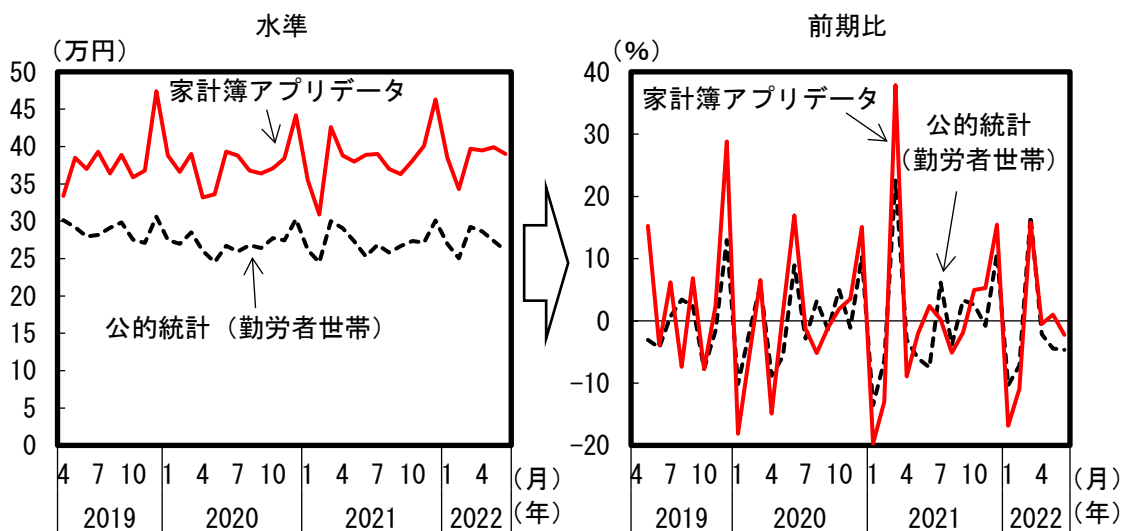 水準
（万円）
50
45
40
35
30
25
20
15
10
5
0
家計簿アプリデータ
公的統計（勤労者世帯）
4 7 10 1 4 7 10 1 4 7 10 1 4 （月）
2019 2020 2021 2022 （年）
前期比
（%）
40
30
20
10
0
−10
−20
家計簿アプリデータ
公的統計
（勤労者世帯）
4 7 10 1 4 7 10 1 4 7 10 1 4 （月）
2019 2020 2021 2022 （年）